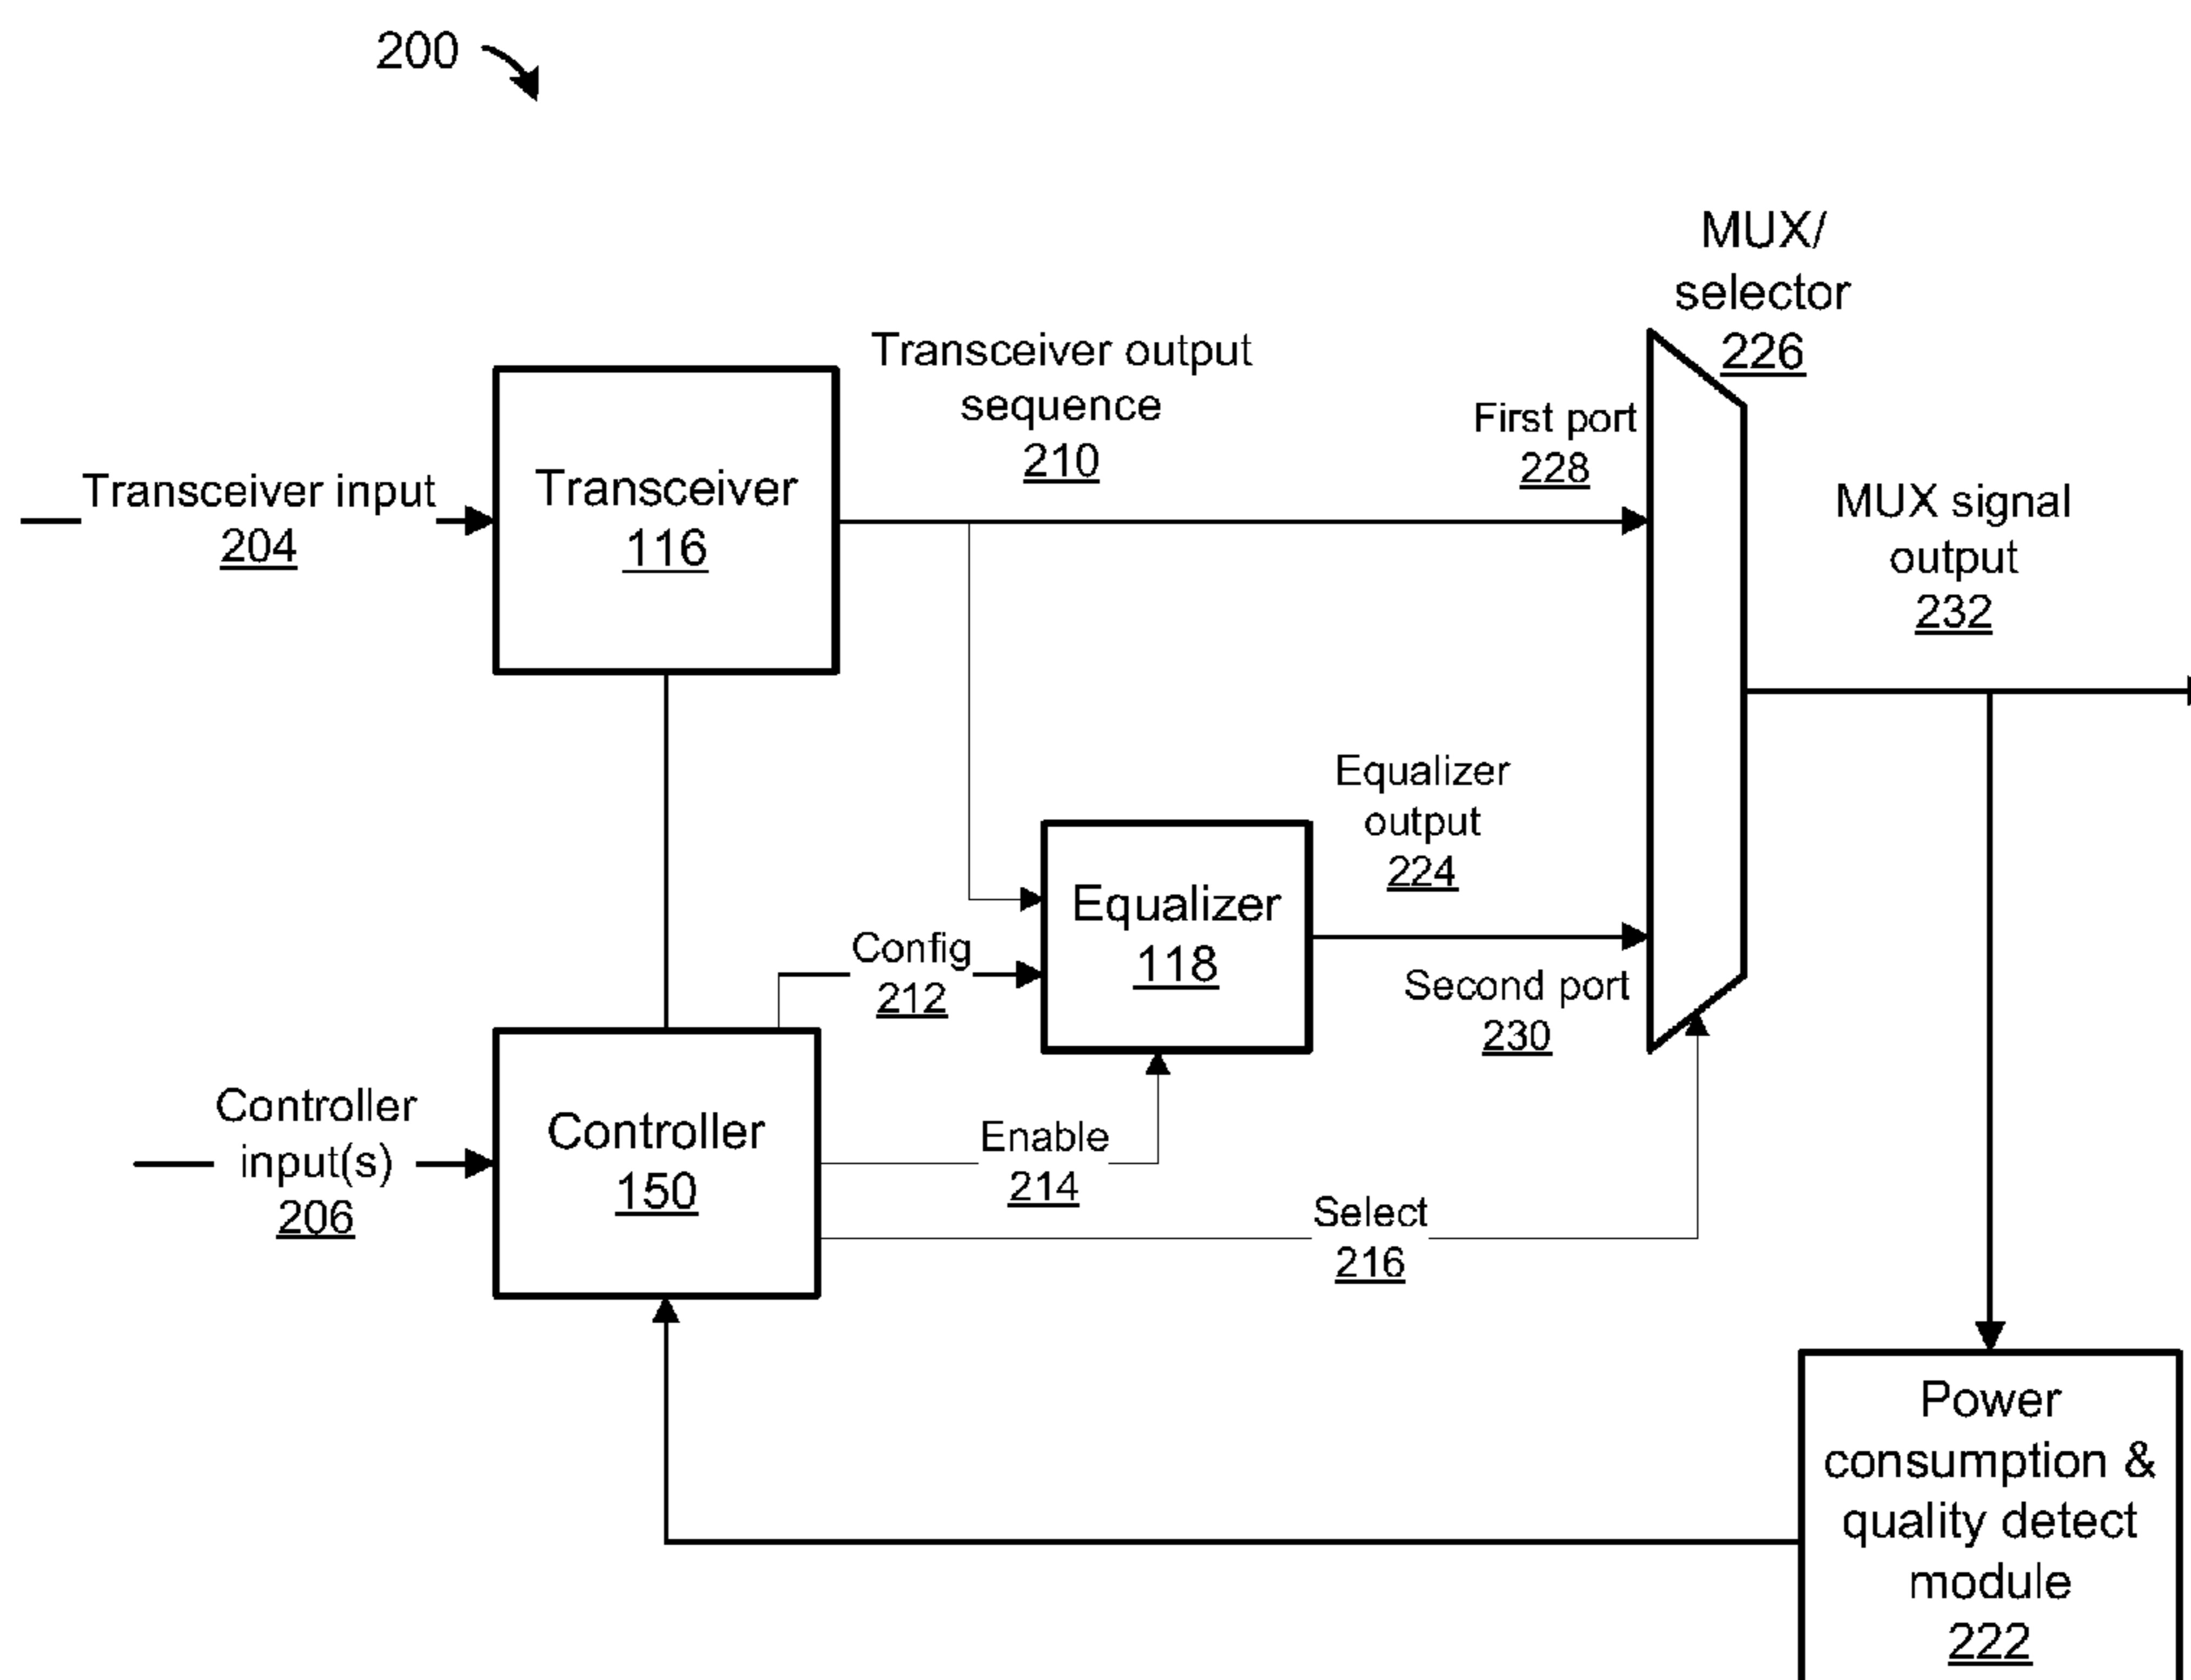 200
MUX/
selector
226
Transceiver output
sequence
210
First port
228
Transceiver input
204
Transceiver
116
MUX signal
output
232
Equalizer
output
224
Equalizer
118
Config
212
Second port
230
Controller
input(s)
206
Controller
150
Enable
214
Select
216
Power
consumption &
quality detect
module
222